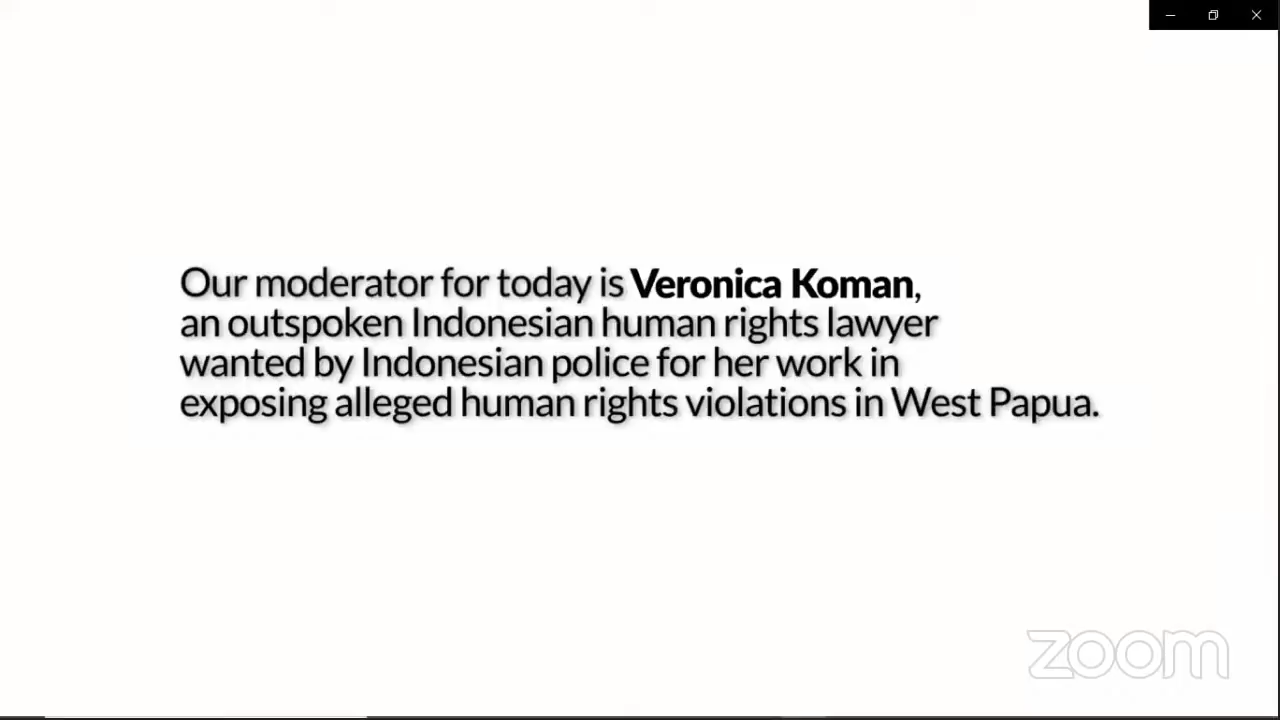 Our moderator for today is Veronica Koman,
an outspoken Indonesian human rights lawyer
wanted by Indonesian police for her work in
exposing alleged human rights violations in West Papua.
zoom